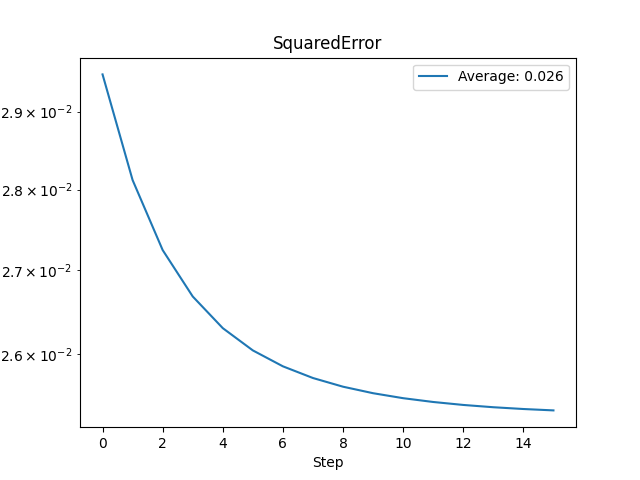 SquaredError
Average: 0.026
2.9 × 10⁻²
2.8 × 10⁻²
2.7 × 10⁻²
2.6 × 10⁻²
0 2 4 6 8 10 12 14
Step